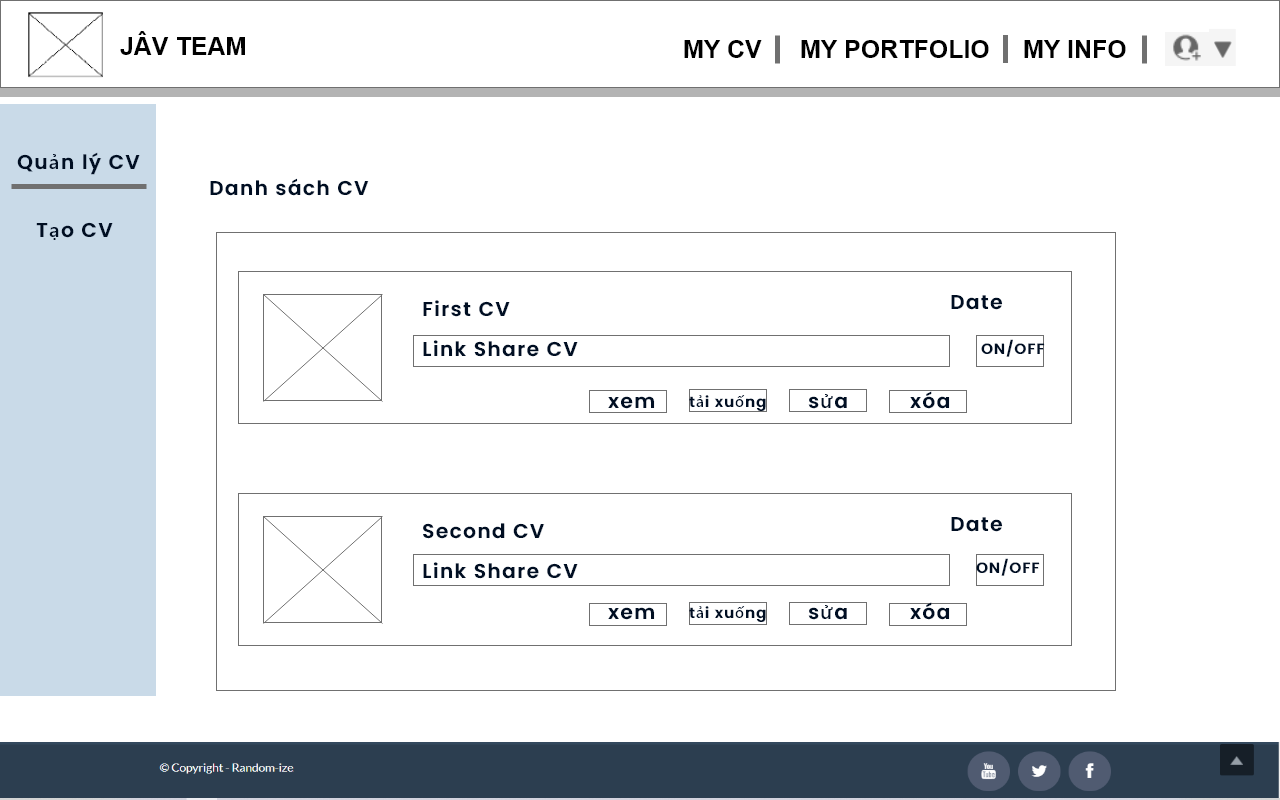 JÂV TEAM
MY CV
MY PORTFOLIO
MY INFO
Quản lý CV
Tạo CV
Danh sách CV
First CV
Date
Link Share CV
ON/OFF
xem
tải xuống
sửa
xóa
Second CV
Date
Link Share CV
ON/OFF
xem
tải xuống
sửa
xóa
© Copyright - Random-ize
You
Tube